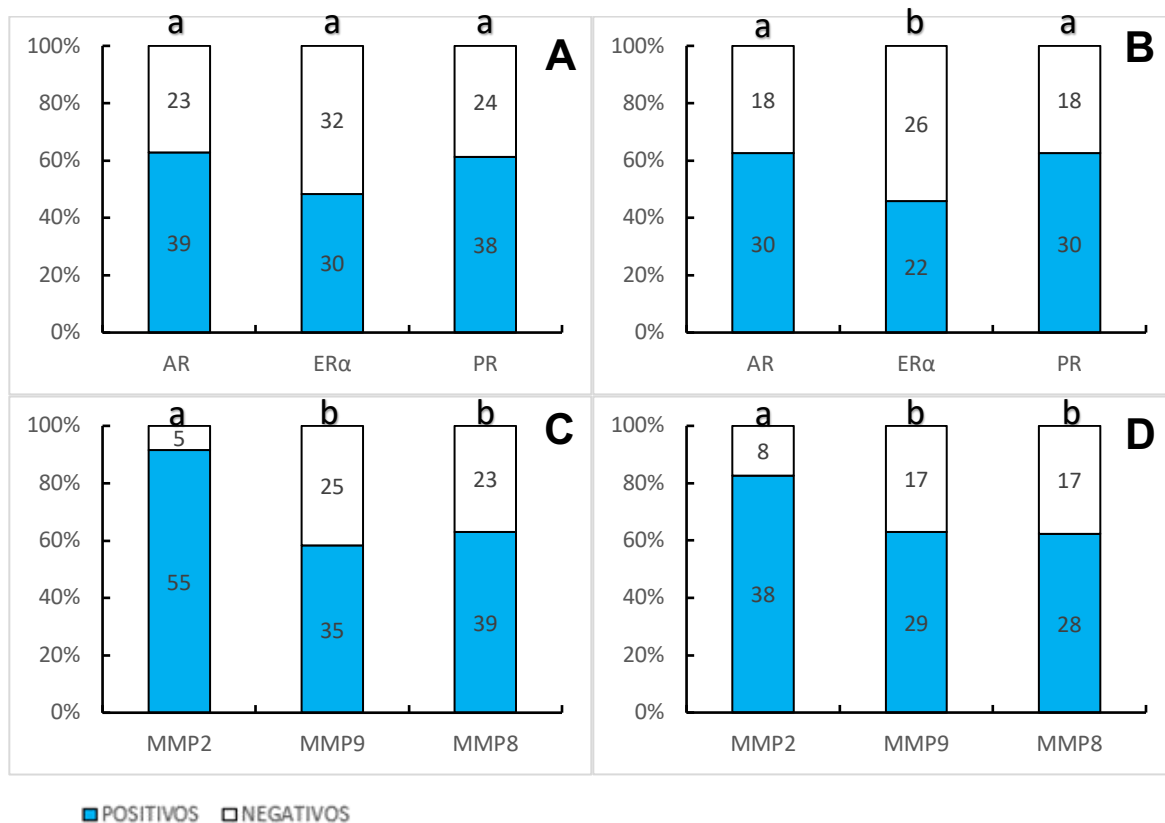 a a a
A
100%
80%
60%
40%
20%
0%
23 32 24
39 30 38
AR ERα PR
a b a
B
100%
80%
60%
40%
20%
0%
18 26 18
30 22 30
AR ERα PR
a b b
C
100%
80%
60%
40%
20%
0%
5 25 23
55 35 39
MMP2 MMP9 MMP8
a b b
D
100%
80%
60%
40%
20%
0%
8 17 17
38 29 28
MMP2 MMP9 MMP8
POSITIVOS NEGATIVOS